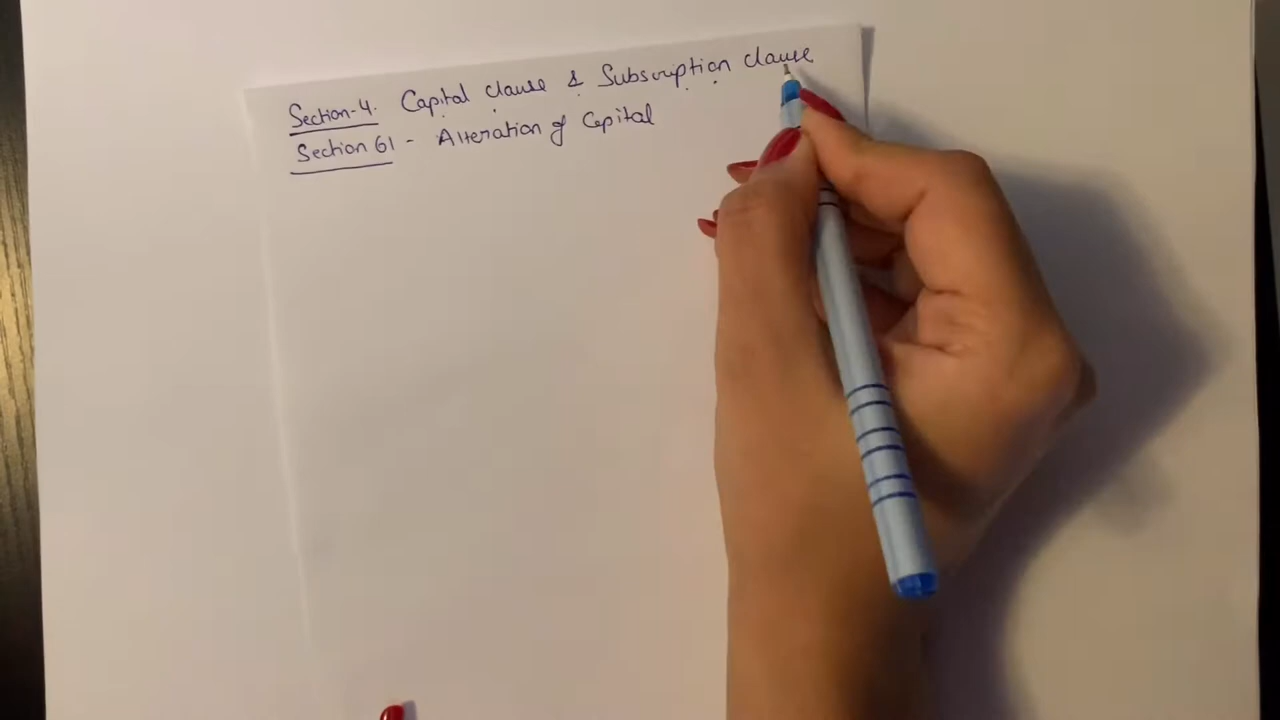 Section-4. Capital clause & Subscription clause
Section 61 - Alteration of Capital